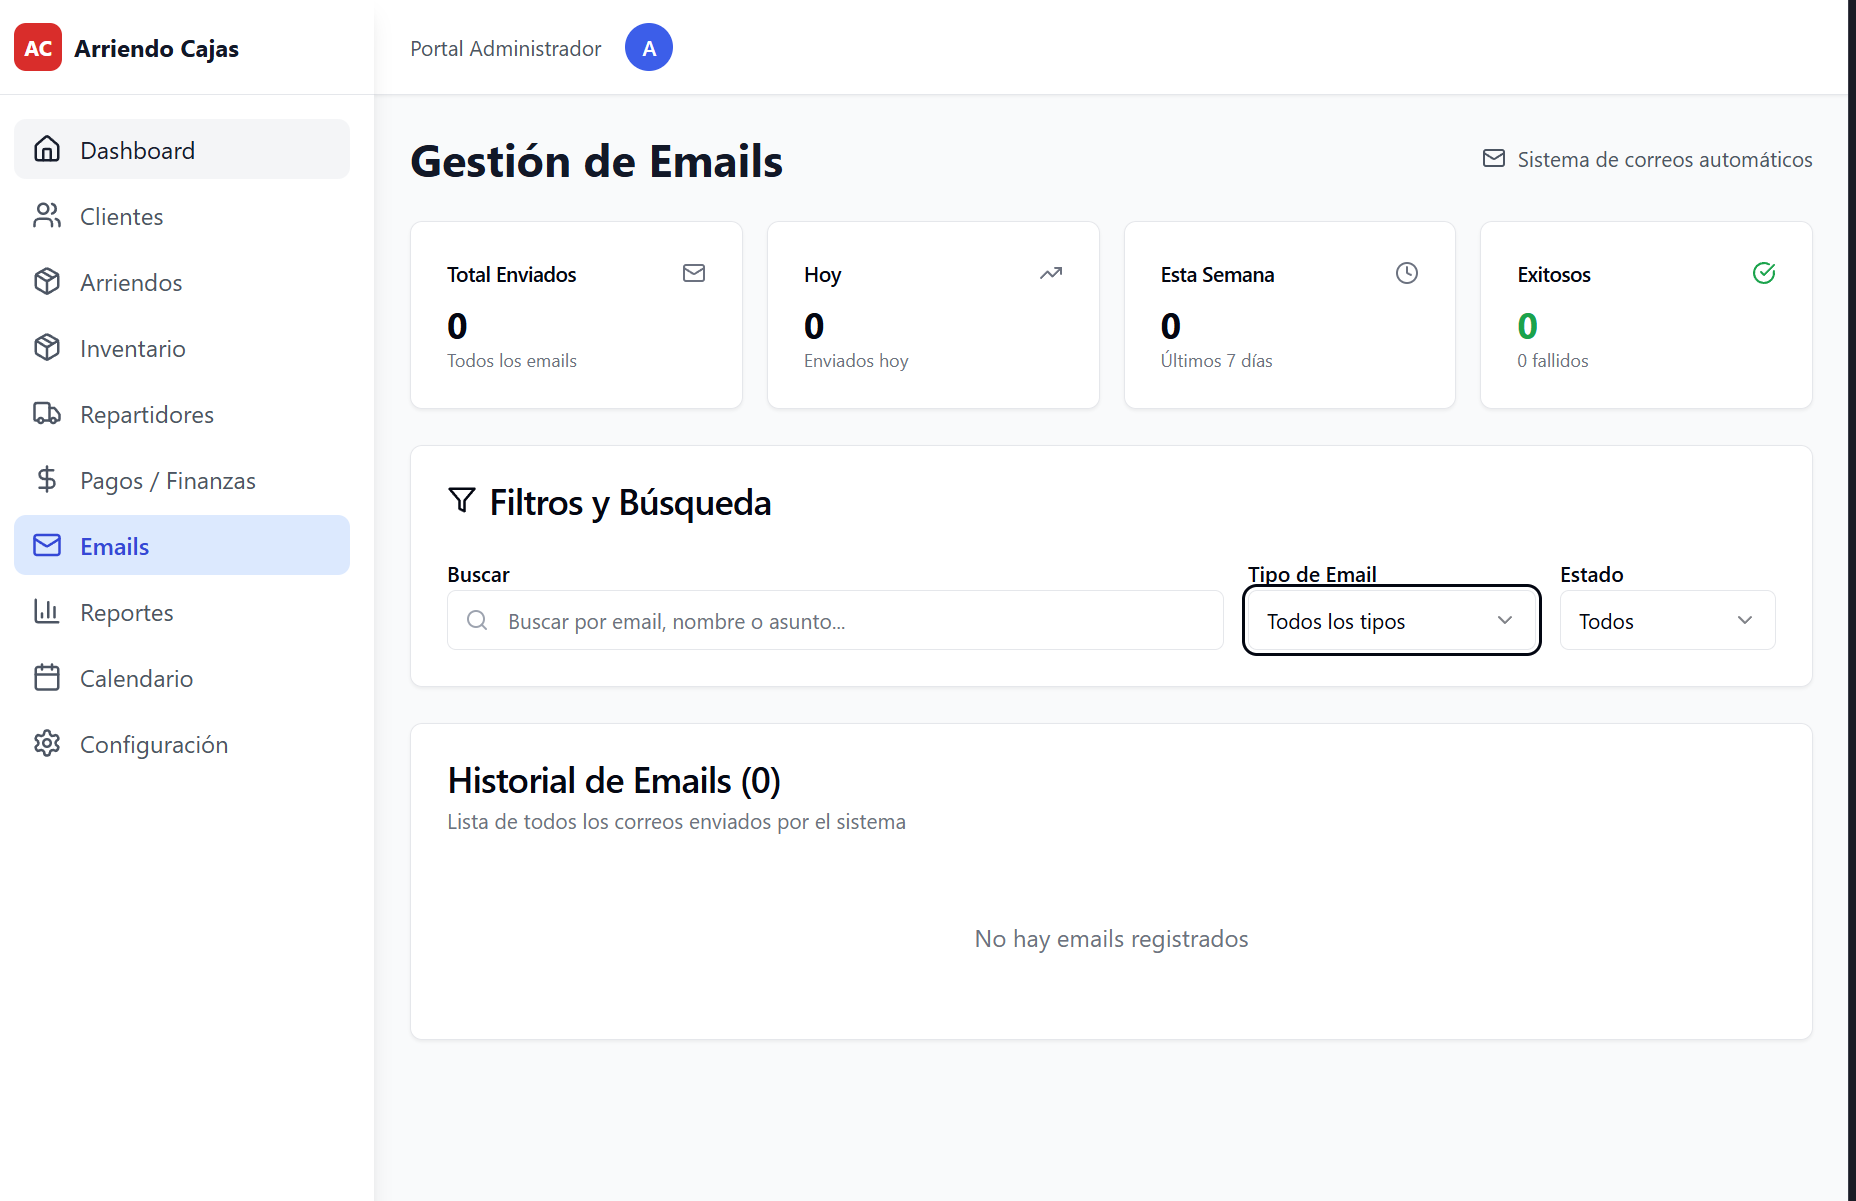 AC Arriendo Cajas
Portal Administrador A
Dashboard
Clientes
Arriendos
Inventario
Repartidores
Pagos / Finanzas
Emails
Reportes
Calendario
Configuración
Gestión de Emails
Sistema de correos automáticos
Total Enviados
0
Todos los emails
Hoy
0
Enviados hoy
Esta Semana
0
Últimos 7 días
Exitosos
0
0 fallidos
Filtros y Búsqueda
Buscar
Buscar por email, nombre o asunto...
Tipo de Email
Todos los tipos
Estado
Todos
Historial de Emails (0)
Lista de todos los correos enviados por el sistema
No hay emails registrados